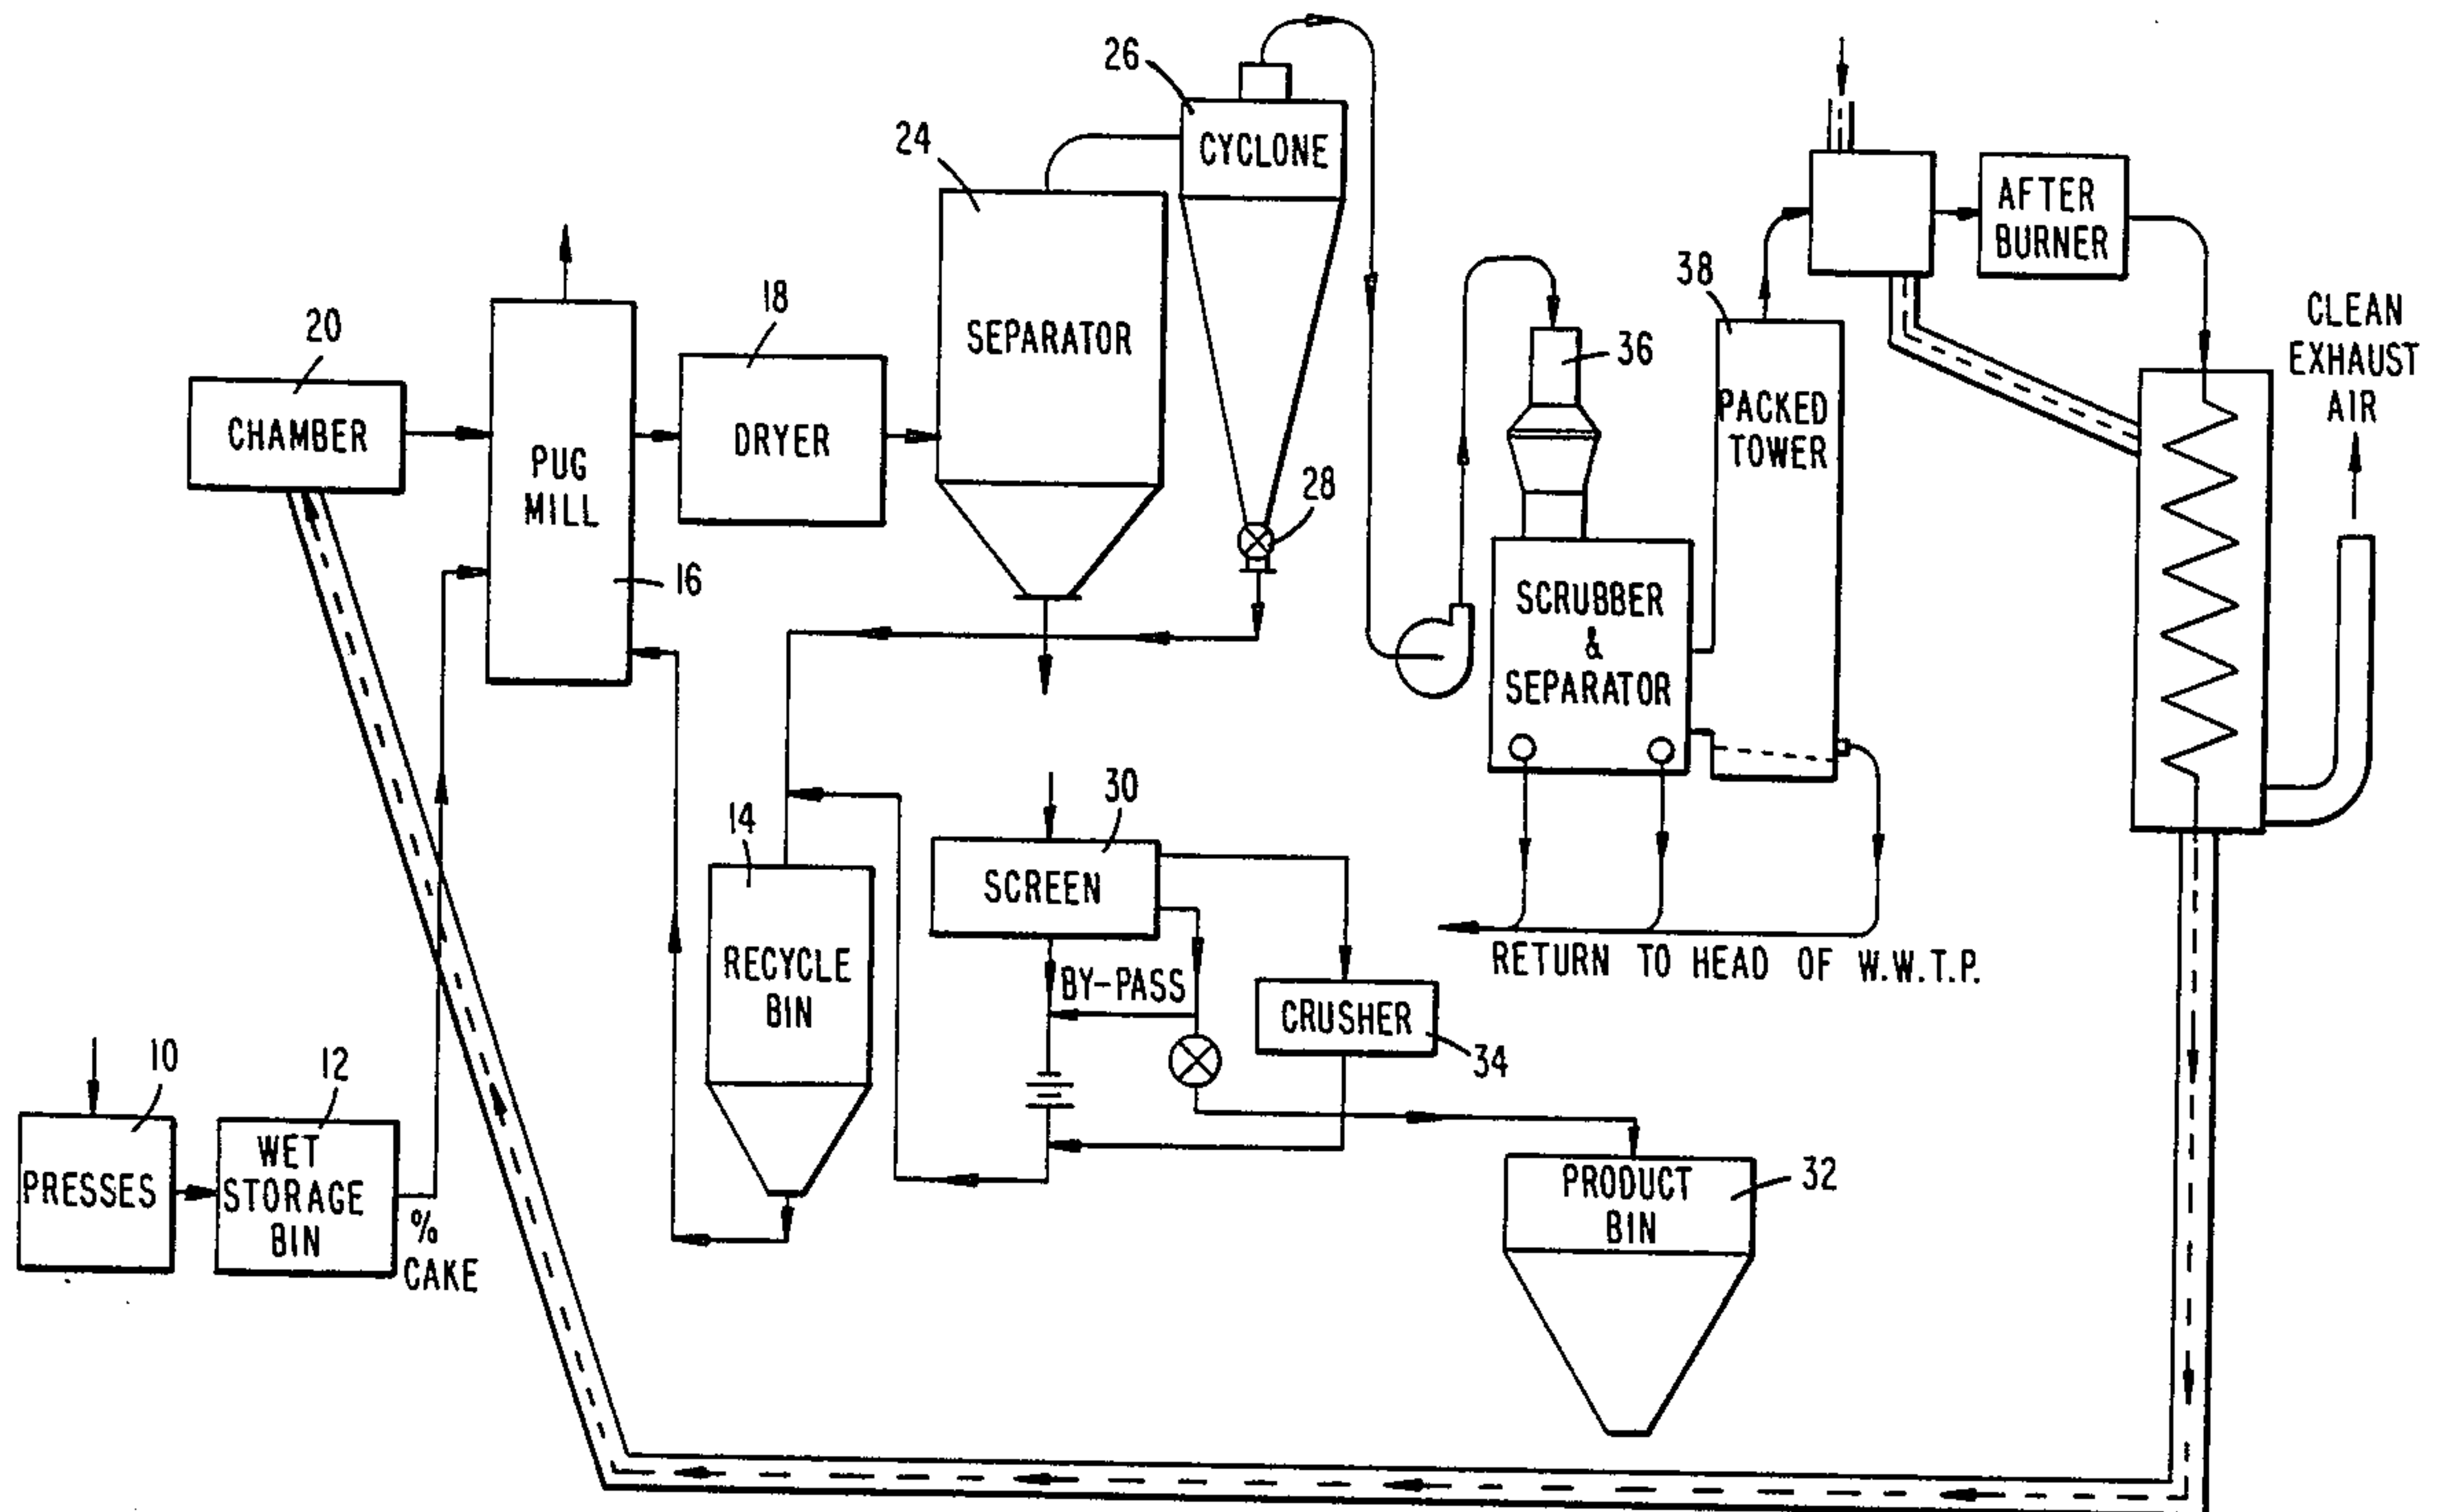 26
24
CYCLONE
AFTER
BURNER
38
CLEAN
EXHAUST
AIR
18
20
SEPARATOR
36
PACKED
TOWER
CHAMBER
DRYER
PUG
MILL
28
16
SCRUBBER
&
SEPARATOR
30
14
SCREEN
RECYCLE
BIN
BY-PASS
RETURN TO HEAD OF W.W.T.P.
CRUSHER
34
10
12
PRESSES
WET
STORAGE
BIN
%
CAKE
PRODUCT
BIN
32